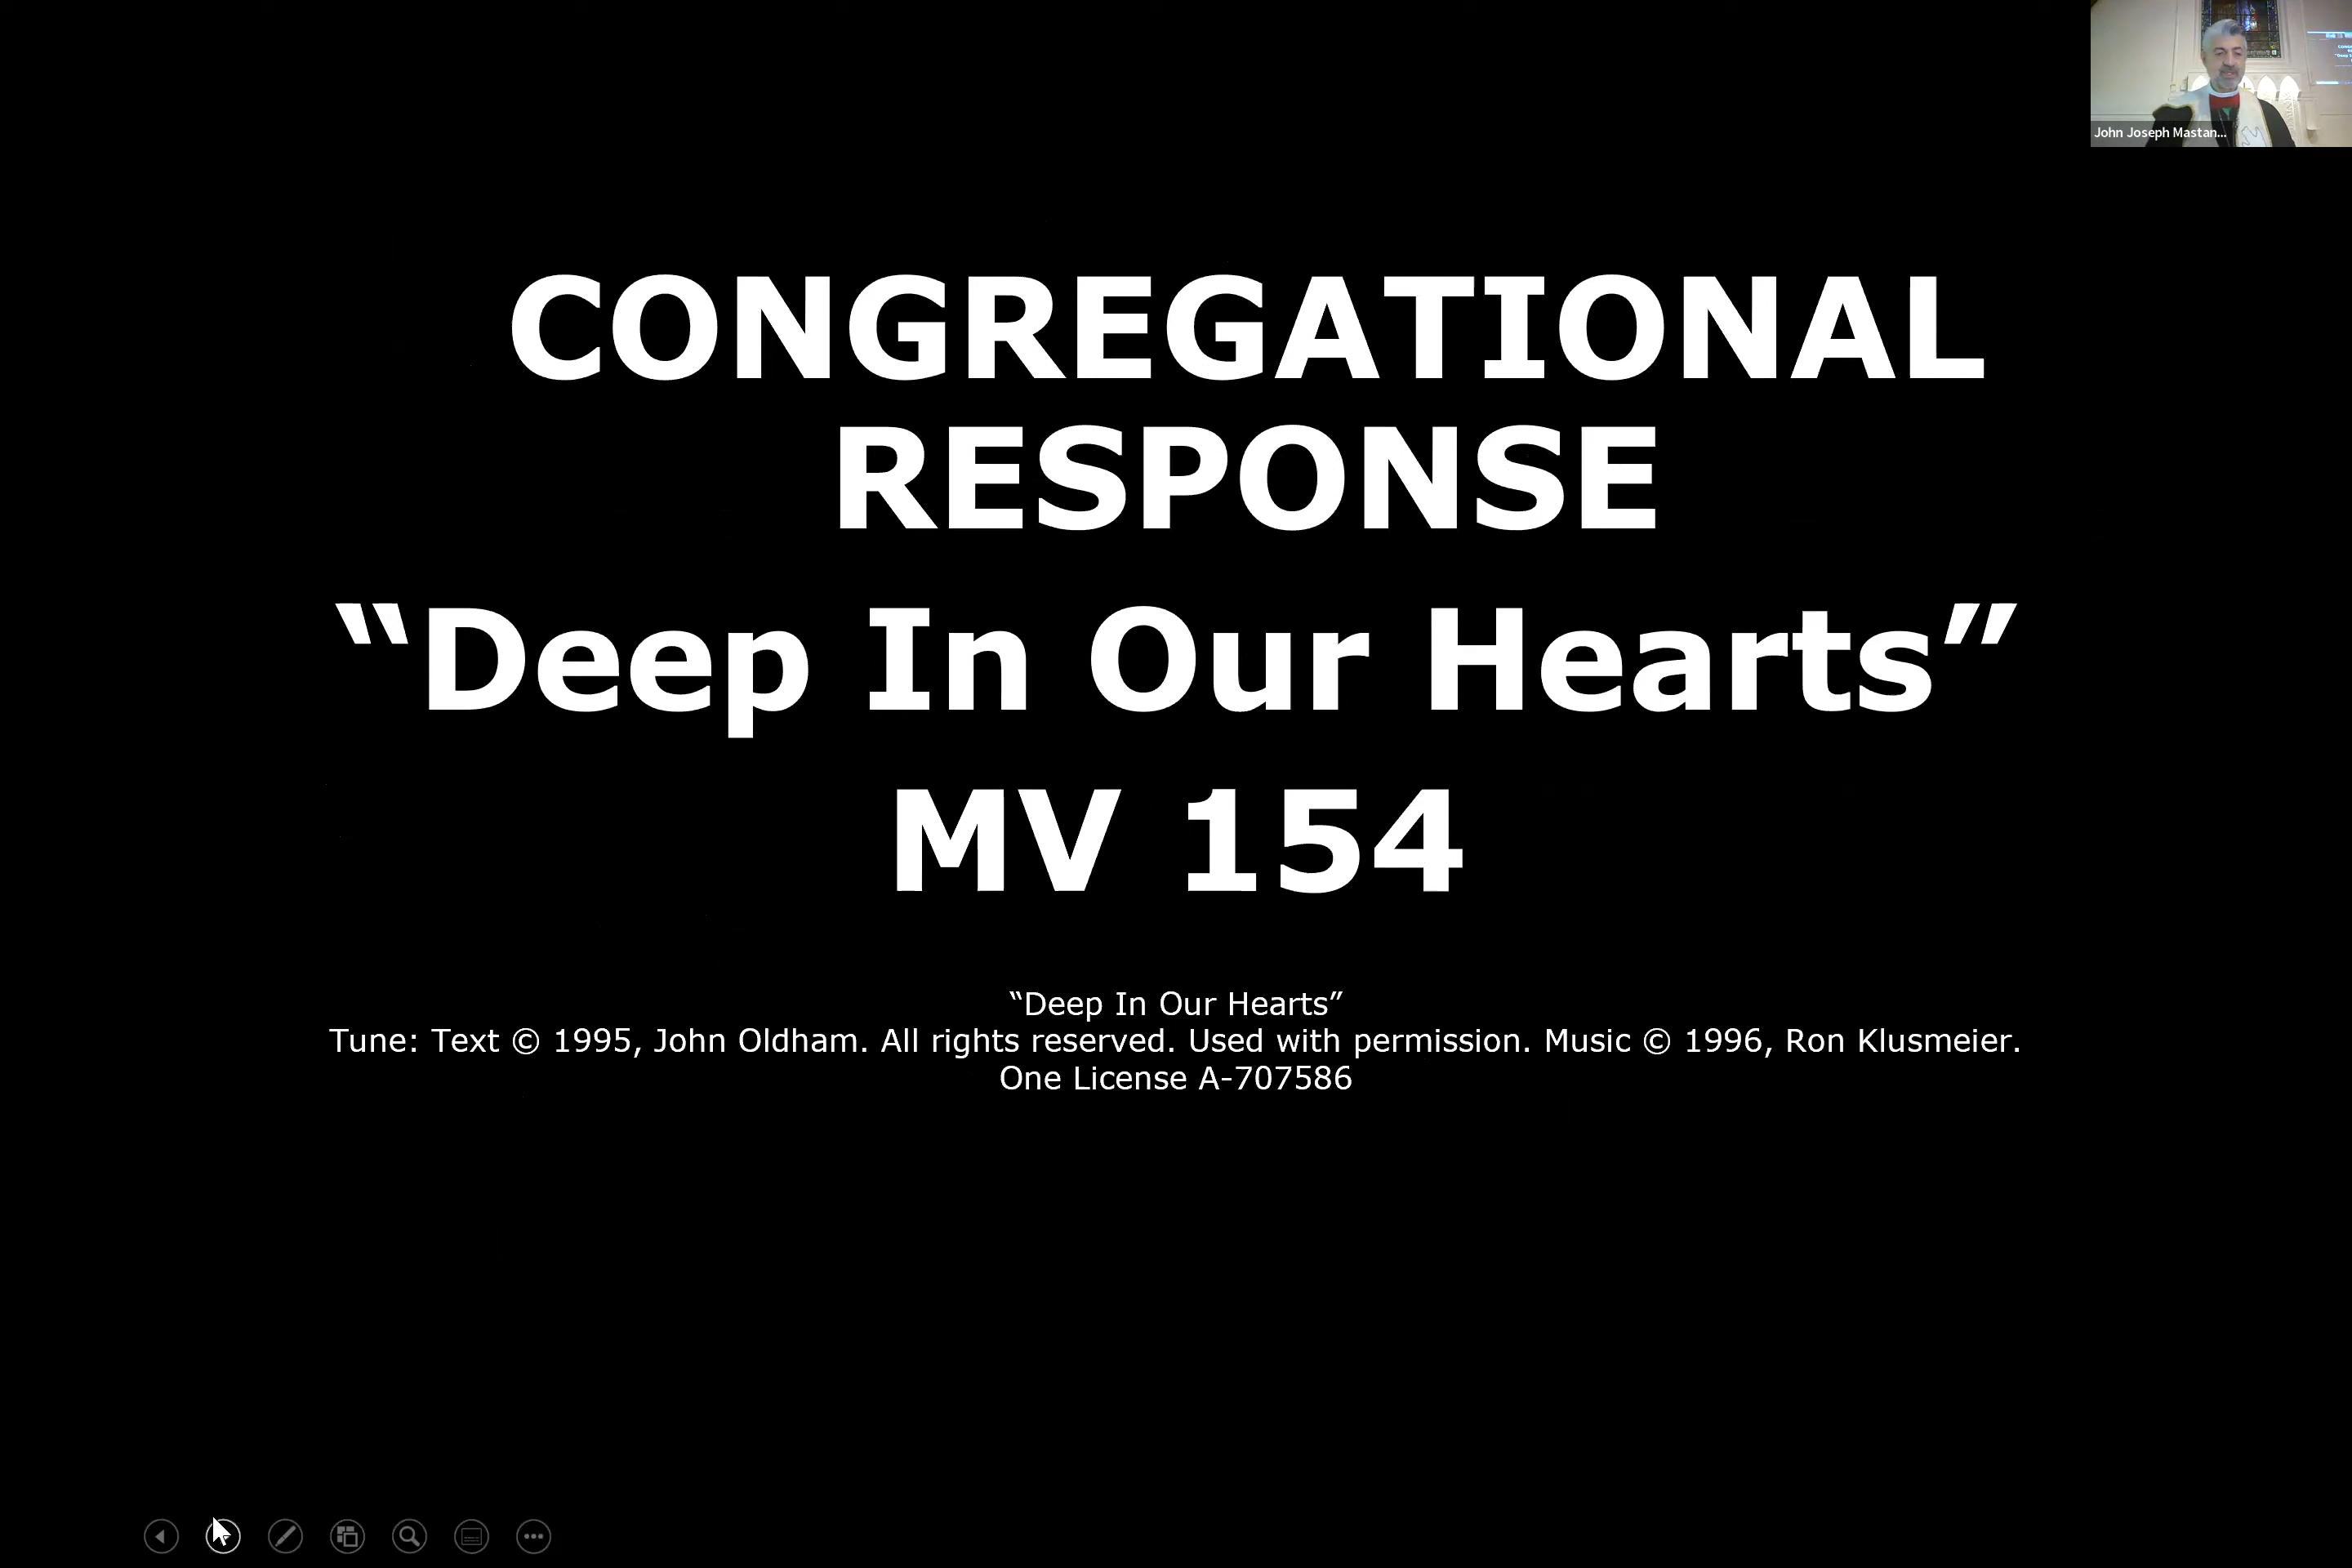 John Joseph Mastan...
CONGREGATIONAL
RESPONSE
“Deep In Our Hearts”
MV 154
“Deep In Our Hearts”
Tune: Text © 1995, John Oldham. All rights reserved. Used with permission. Music © 1996, Ron Klusmeier.
One License A-707586